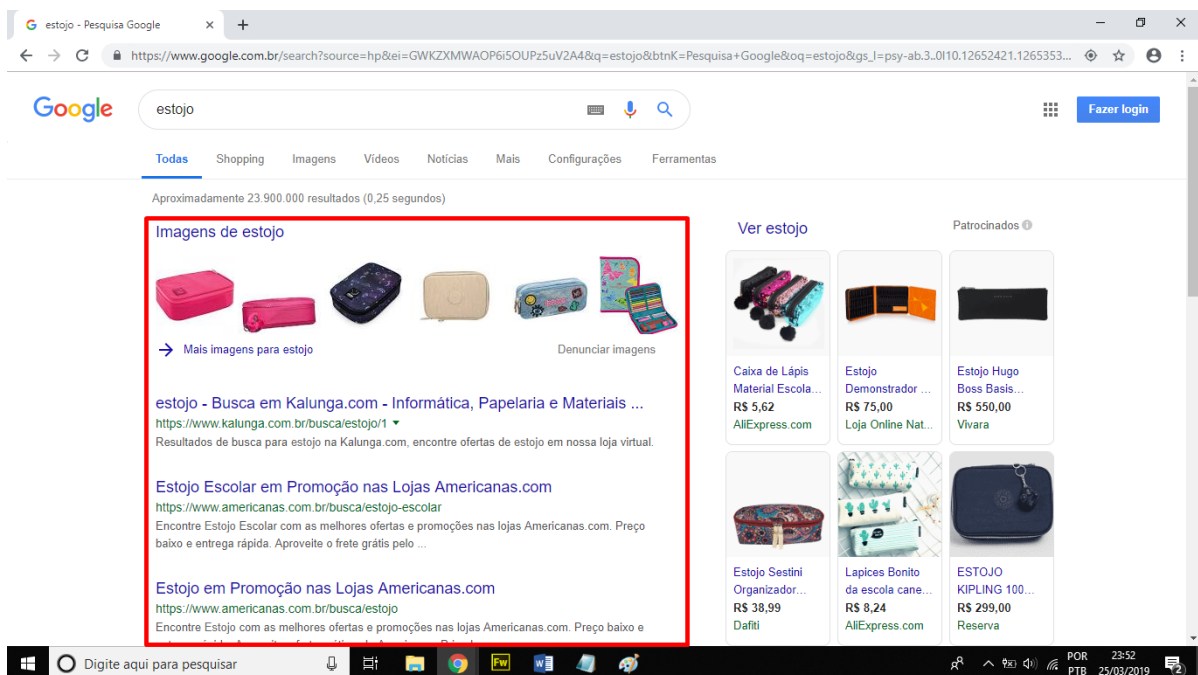 estojo - Pesquisa Google
https://www.google.com.br/search?source=hp&ei=GWKZXMWAOP6i5OUPz5uV2A4&q=estojo&btnK=Pesquisa+Google&oq=estojo&gs_l=psy-ab.3..0l10.12652421.1265353...
Google
estojo
Fazer login
Todas Shopping Imagens Vídeos Notícias Mais Configurações Ferramentas
Aproximadamente 23.900.000 resultados (0,25 segundos)
Imagens de estojo
Mais imagens para estojo
Denunciar imagens
estojo - Busca em Kalunga.com - Informática, Papelaria e Materiais ...
https://www.kalunga.com.br/busca/estojo/1
Resultados de busca para estojo na Kalunga.com, encontre ofertas de estojo em nossa loja virtual.
Estojo Escolar em Promoção nas Lojas Americanas.com
https://www.americanas.com.br/busca/estojo-escolar
Encontre Estojo Escolar com as melhores ofertas e promoções nas lojas Americanas.com. Preço
baixo e entrega rápida. Aproveite o frete grátis pelo ...
Estojo em Promoção nas Lojas Americanas.com
https://www.americanas.com.br/busca/estojo
Encontre Estojo com as melhores ofertas e promoções nas lojas Americanas.com. Preço baixo e
Ver estojo
Patrocinados
Caixa de Lápis
Material Escola...
R$ 5,62
AliExpress.com
Estojo
Demonstrador ...
R$ 75,00
Loja Online Nat...
Estojo Hugo
Boss Basis...
R$ 550,00
Vivara
Estojo Sestini
Organizador...
R$ 38,99
Dafiti
Lapices Bonito
da escola cane...
R$ 8,24
AliExpress.com
ESTOJO
KIPLING 100...
R$ 299,00
Reserva
Digite aqui para pesquisar
Fw
POR
PTB
23:52
25/03/2019
2